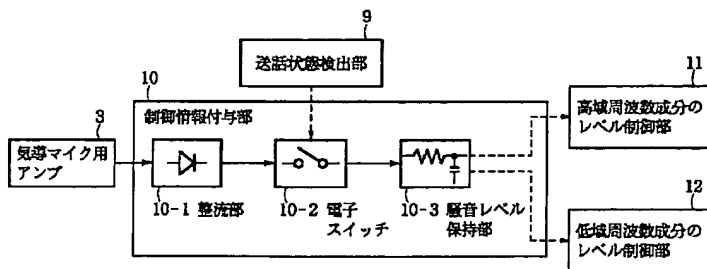 9
送話状態検出部
10
制御情報付与部
3
気導マイク用
アンプ
10-1 整流部
10-2 電子
スイッチ
10-3 騒音レベル
保持部
11
高域周波数成分の
レベル制御部
12
低域周波数成分の
レベル制御部